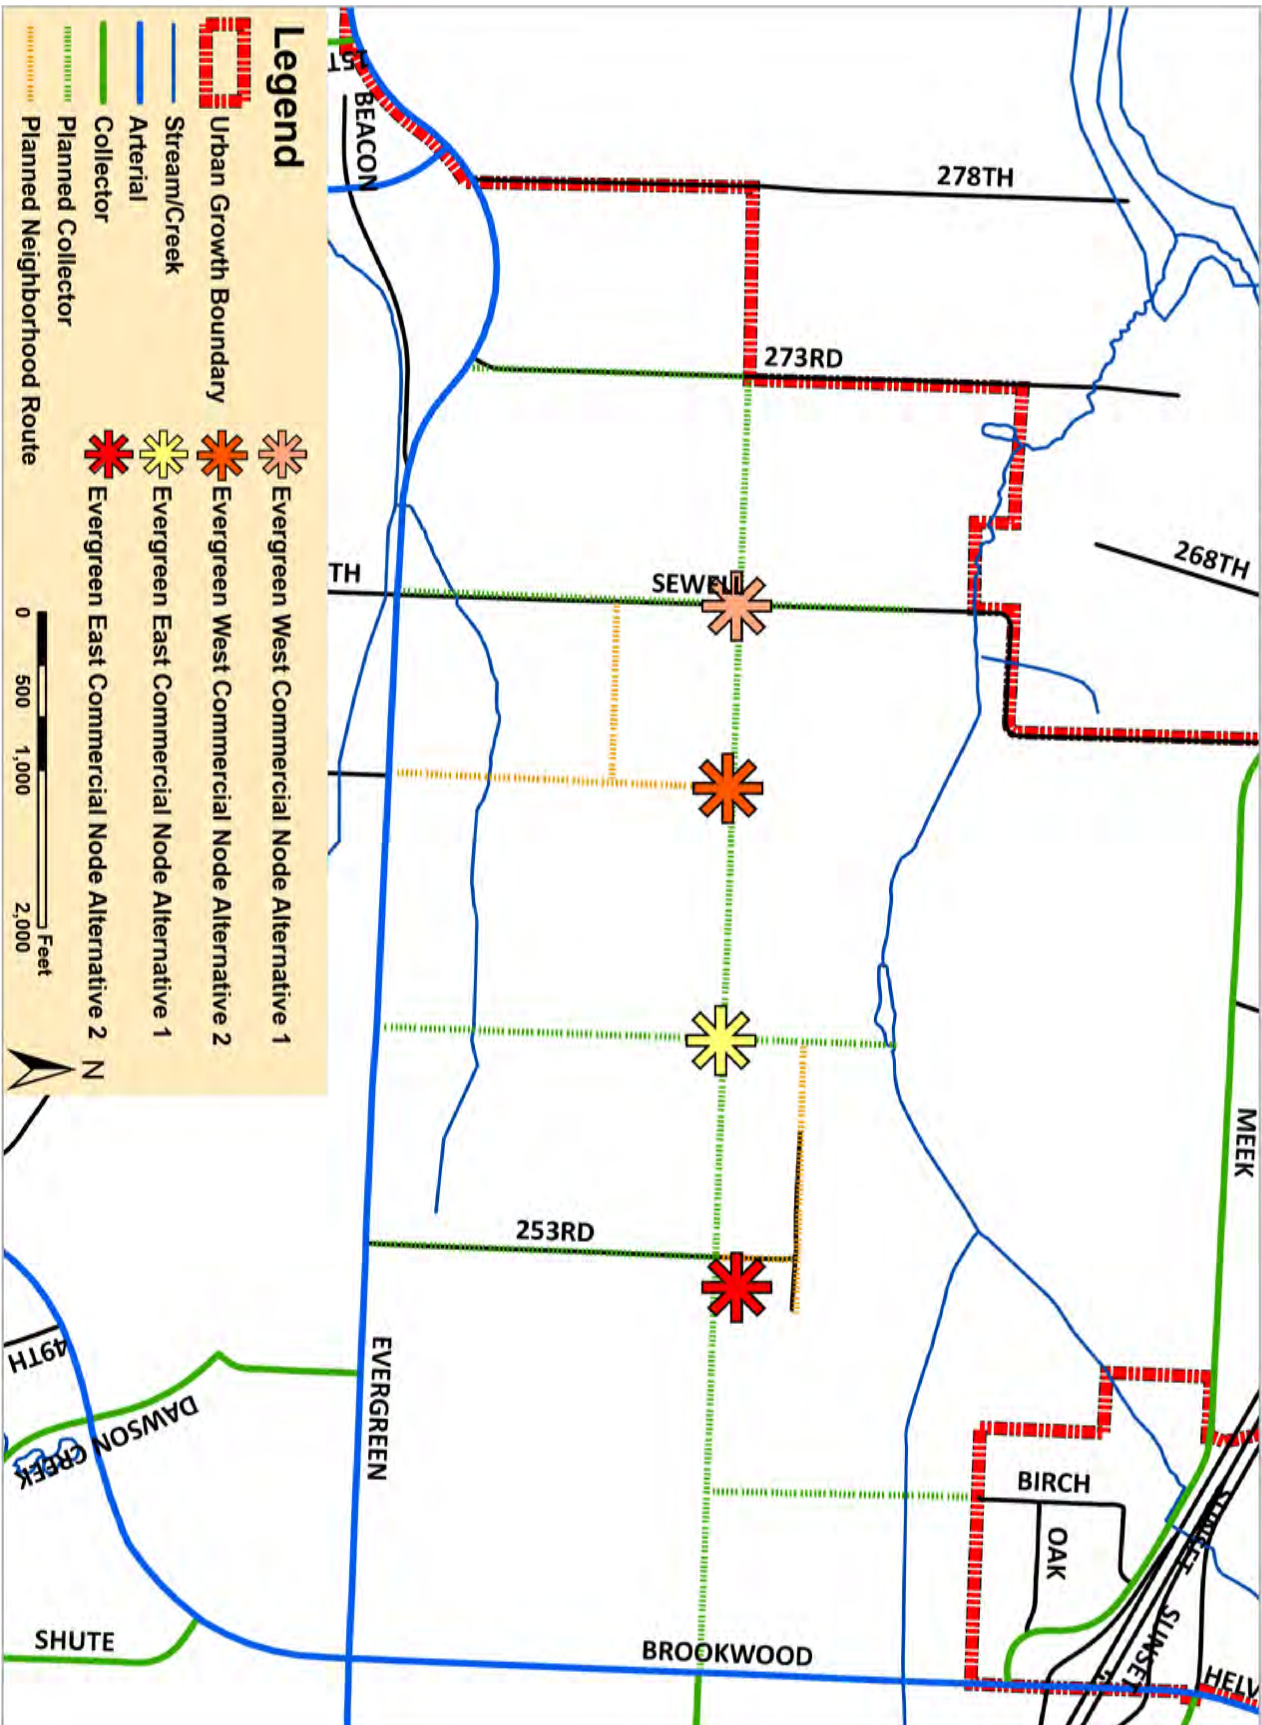 278TH
273RD
268TH
SEWELL
TH
BEACON
MEEK
253RD
EVERGREEN
49TH
DAWSON CREEK
BIRCH
OAK
SUNSET
SUNSET
SHUTE
BROOKWOOD
Legend
Urban Growth Boundary
Stream/Creek
Arterial
Collector
Planned Collector
Planned Neighborhood Route
Evergreen West Commercial Node Alternative 1
Evergreen West Commercial Node Alternative 2
Evergreen East Commercial Node Alternative 1
Evergreen East Commercial Node Alternative 2
0 500 1,000 2,000
Feet
N
HELV